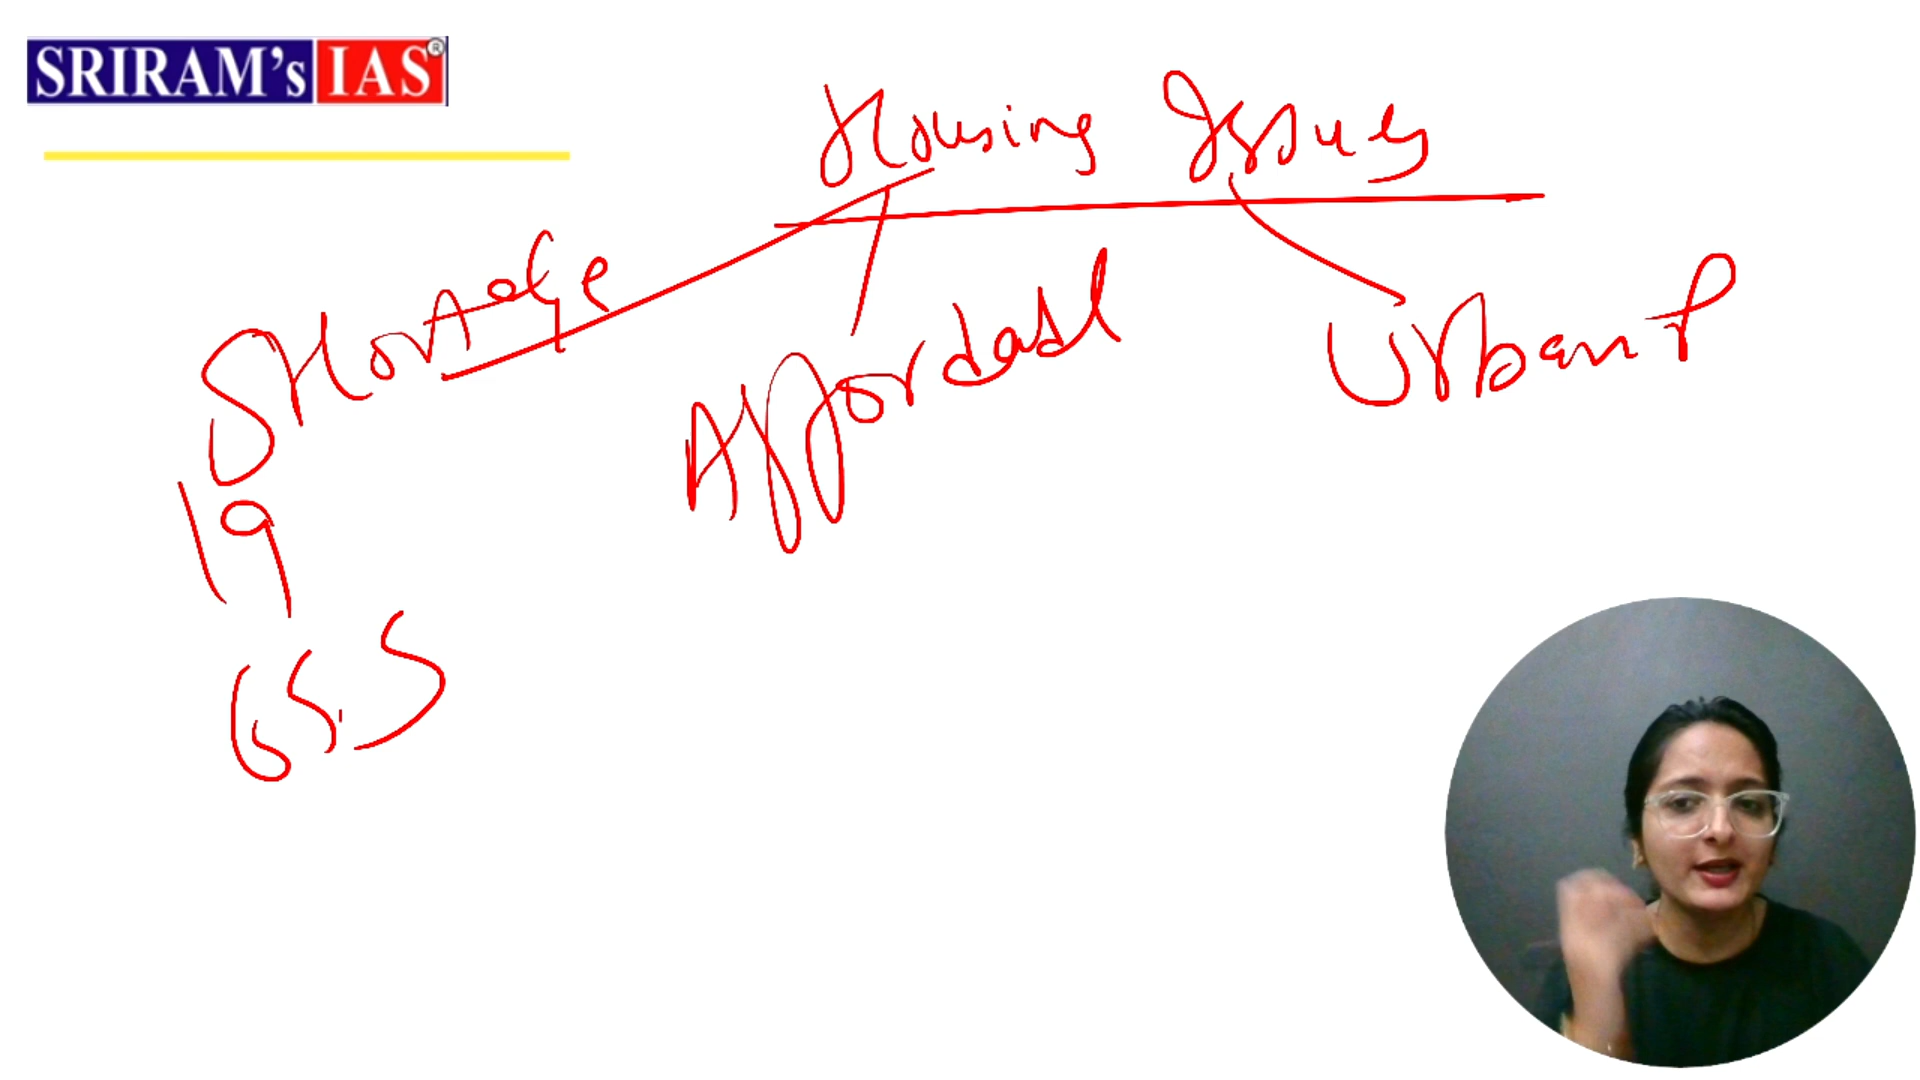 SRIRAM's IAS®
Housing Issues
Shortage
Affordabl
Urban P
19
65.5